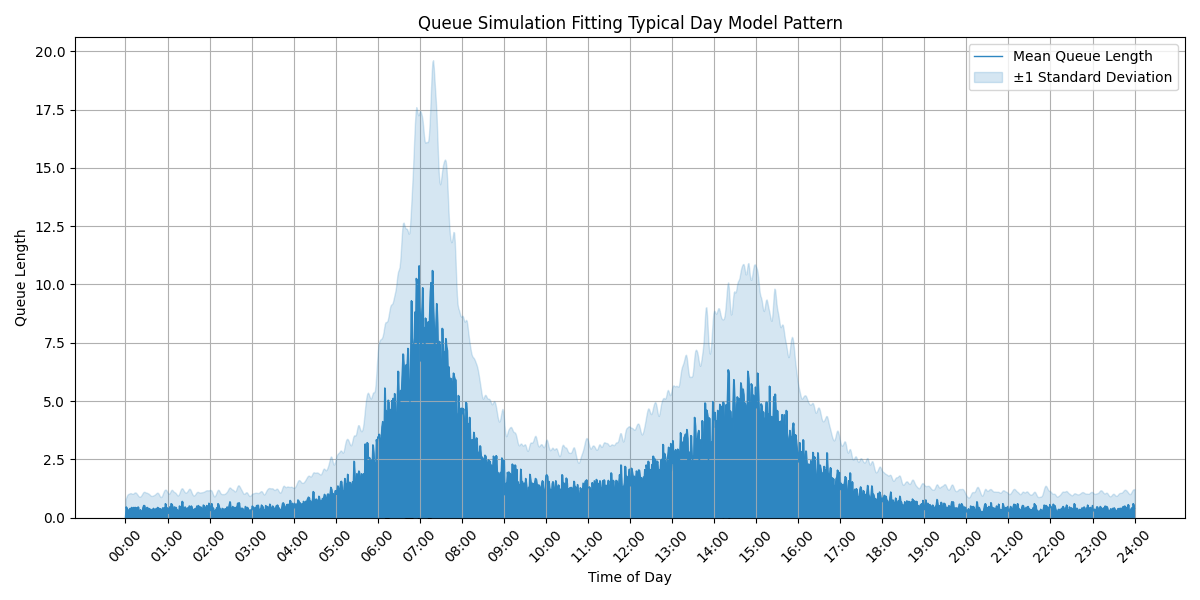 Queue Simulation Fitting Typical Day Model Pattern
Mean Queue Length
±1 Standard Deviation
Queue Length
20.0
17.5
15.0
12.5
10.0
7.5
5.0
2.5
0.0
00:00 01:00 02:00 03:00 04:00 05:00 06:00 07:00 08:00 09:00 10:00 11:00 12:00 13:00 14:00 15:00 16:00 17:00 18:00 19:00 20:00 21:00 22:00 23:00 24:00
Time of Day